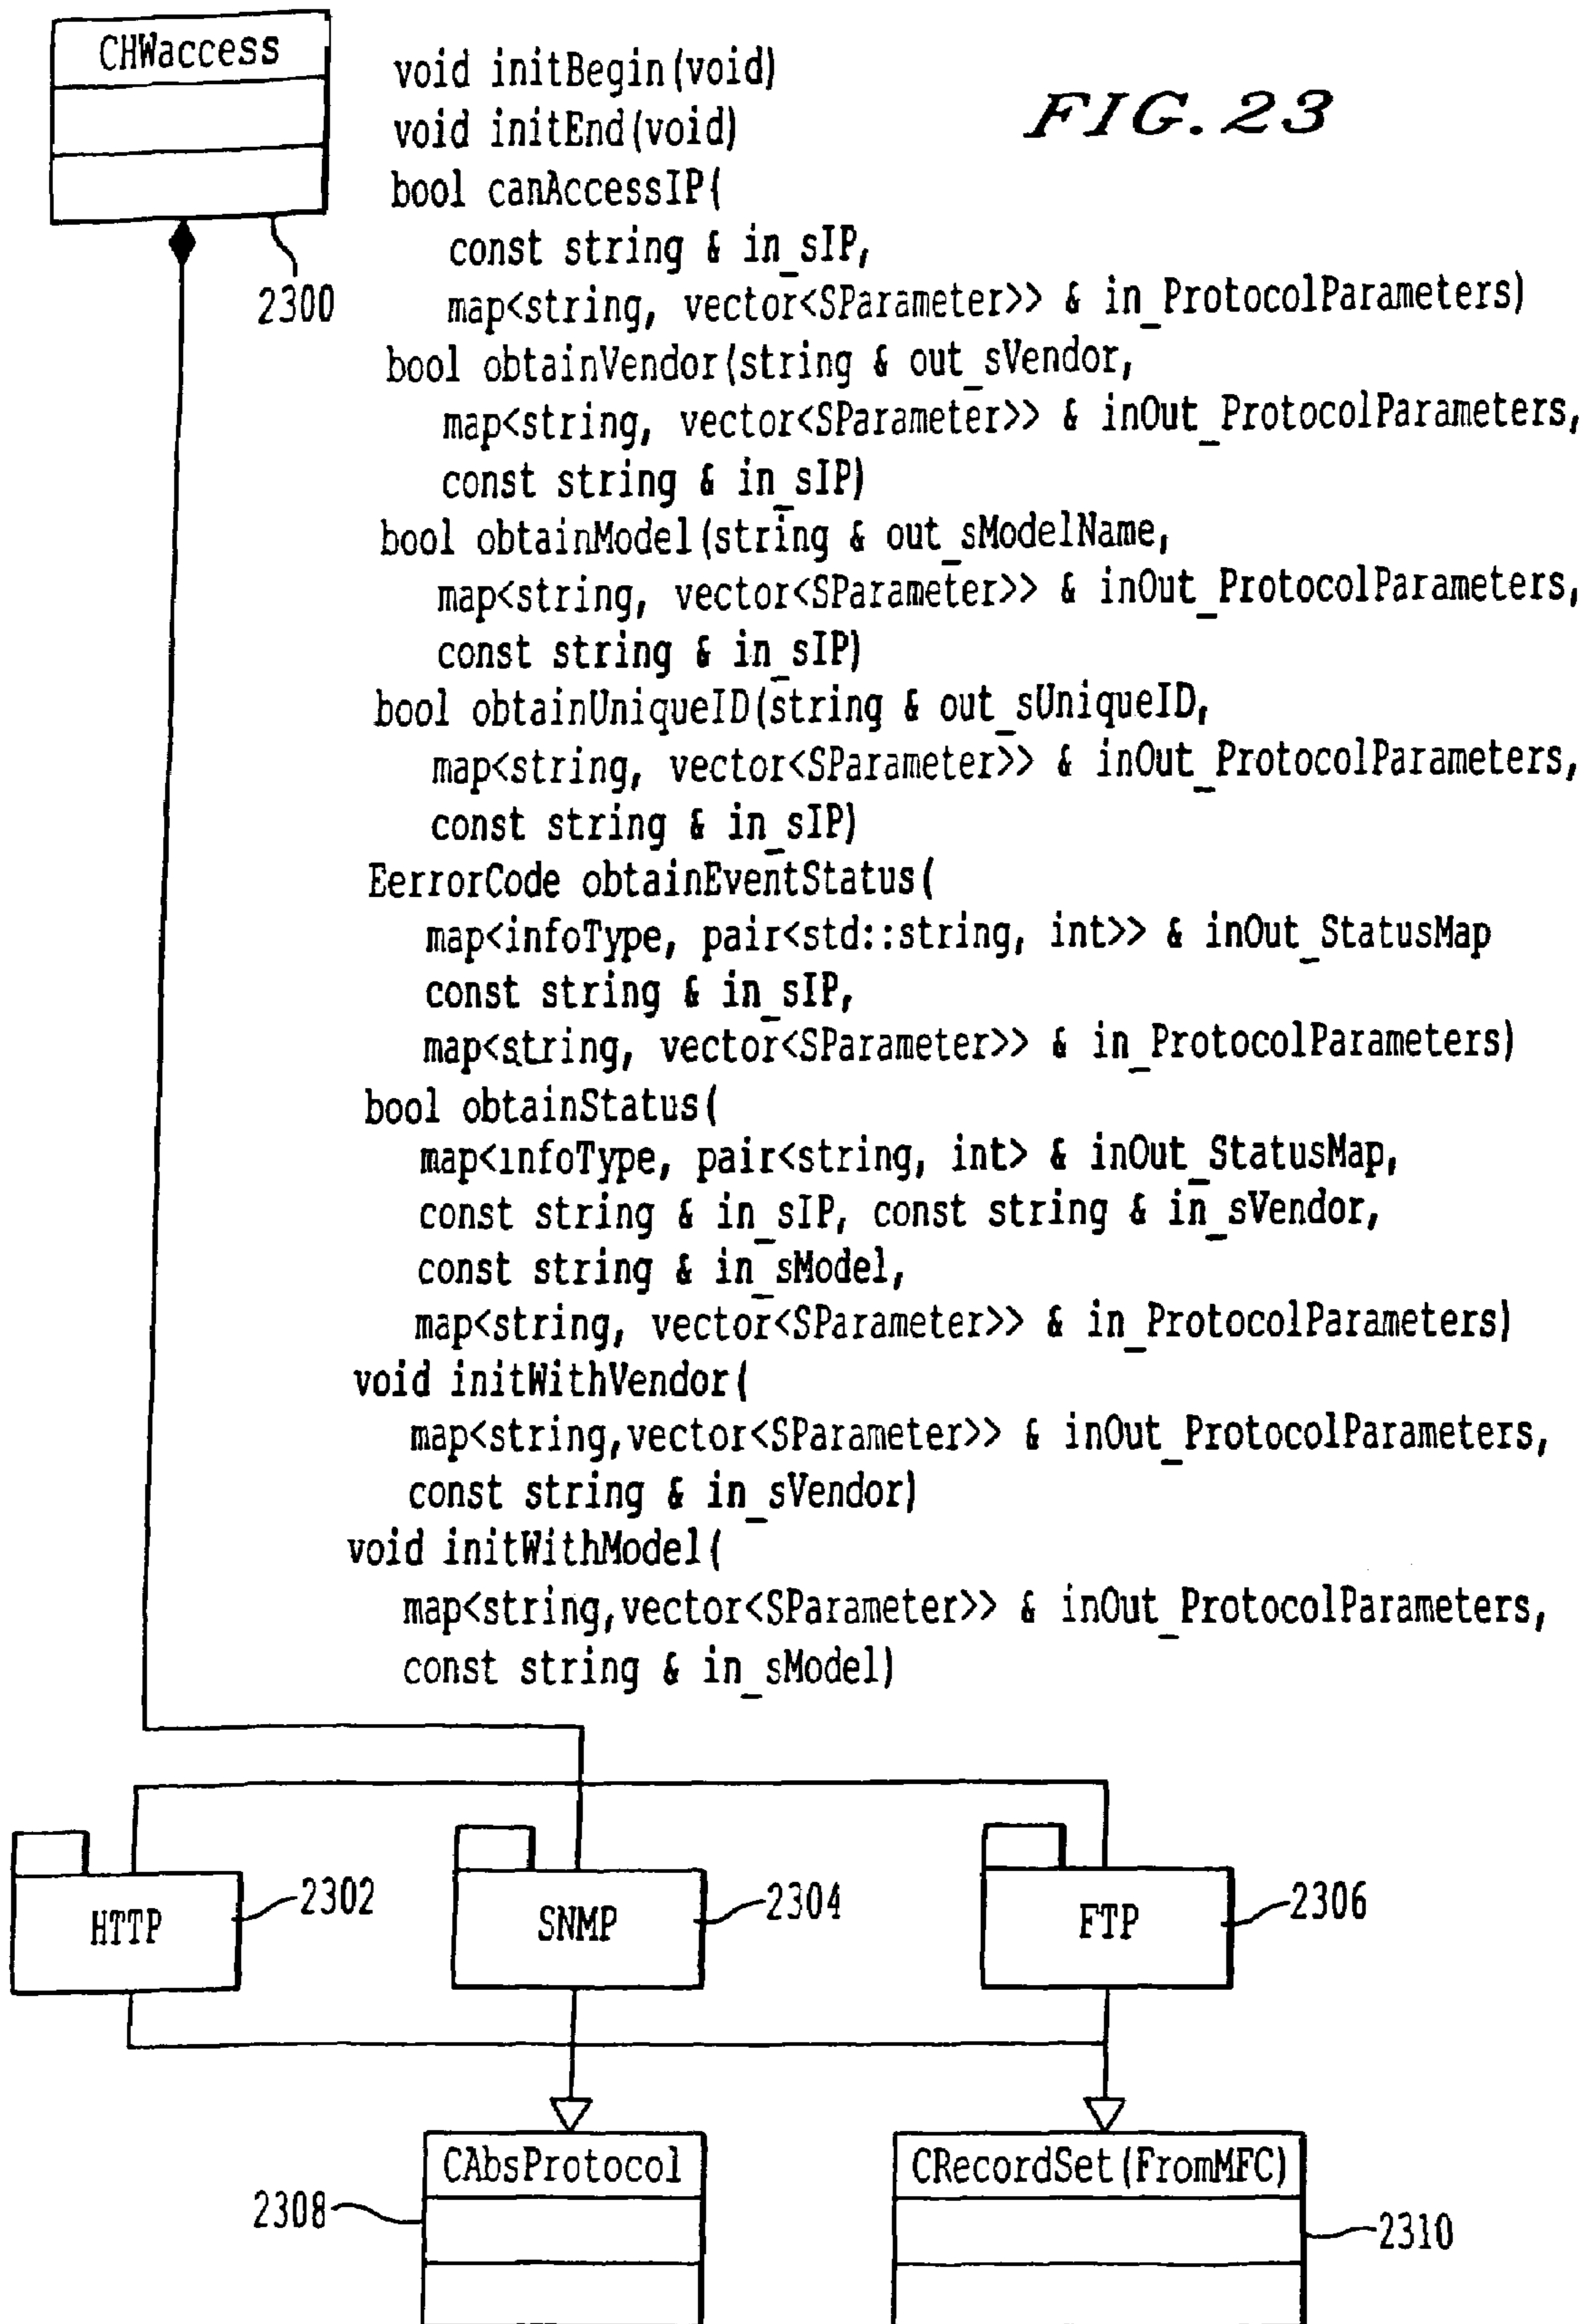 CHWaccess
FIG. 23
2300
void initBegin(void)
void initEnd(void)
bool canAccessIP(
const string & in_sIP,
map<string, vector<SParameter>> & in_ProtocolParameters)
bool obtainVendor(string & out_sVendor,
map<string, vector<SParameter>> & inOut_ProtocolParameters,
const string & in_sIP)
bool obtainModel(string & out_sModelName,
map<string, vector<SParameter>> & inOut_ProtocolParameters,
const string & in_sIP)
bool obtainUniqueID(string & out_sUniqueID,
map<string, vector<SParameter>> & inOut_ProtocolParameters,
const string & in_sIP)
EerrorCode obtainEventStatus(
map<infoType, pair<std::string, int>> & inOut_StatusMap
const string & in_sIP,
map<string, vector<SParameter>> & in_ProtocolParameters)
bool obtainStatus(
map<infoType, pair<string, int> & inOut_StatusMap,
const string & in_sIP, const string & in_sVendor,
const string & in_sModel,
map<string, vector<SParameter>> & in_ProtocolParameters)
void initWithVendor(
map<string,vector<SParameter>> & inOut_ProtocolParameters,
const string & in_sVendor)
void initWithModel(
map<string,vector<SParameter>> & inOut_ProtocolParameters,
const string & in_sModel)
HTTP
2302
SNMP
2304
FTP
2306
CAbsProtocol
2308
CRecordSet(FromMFC)
2310